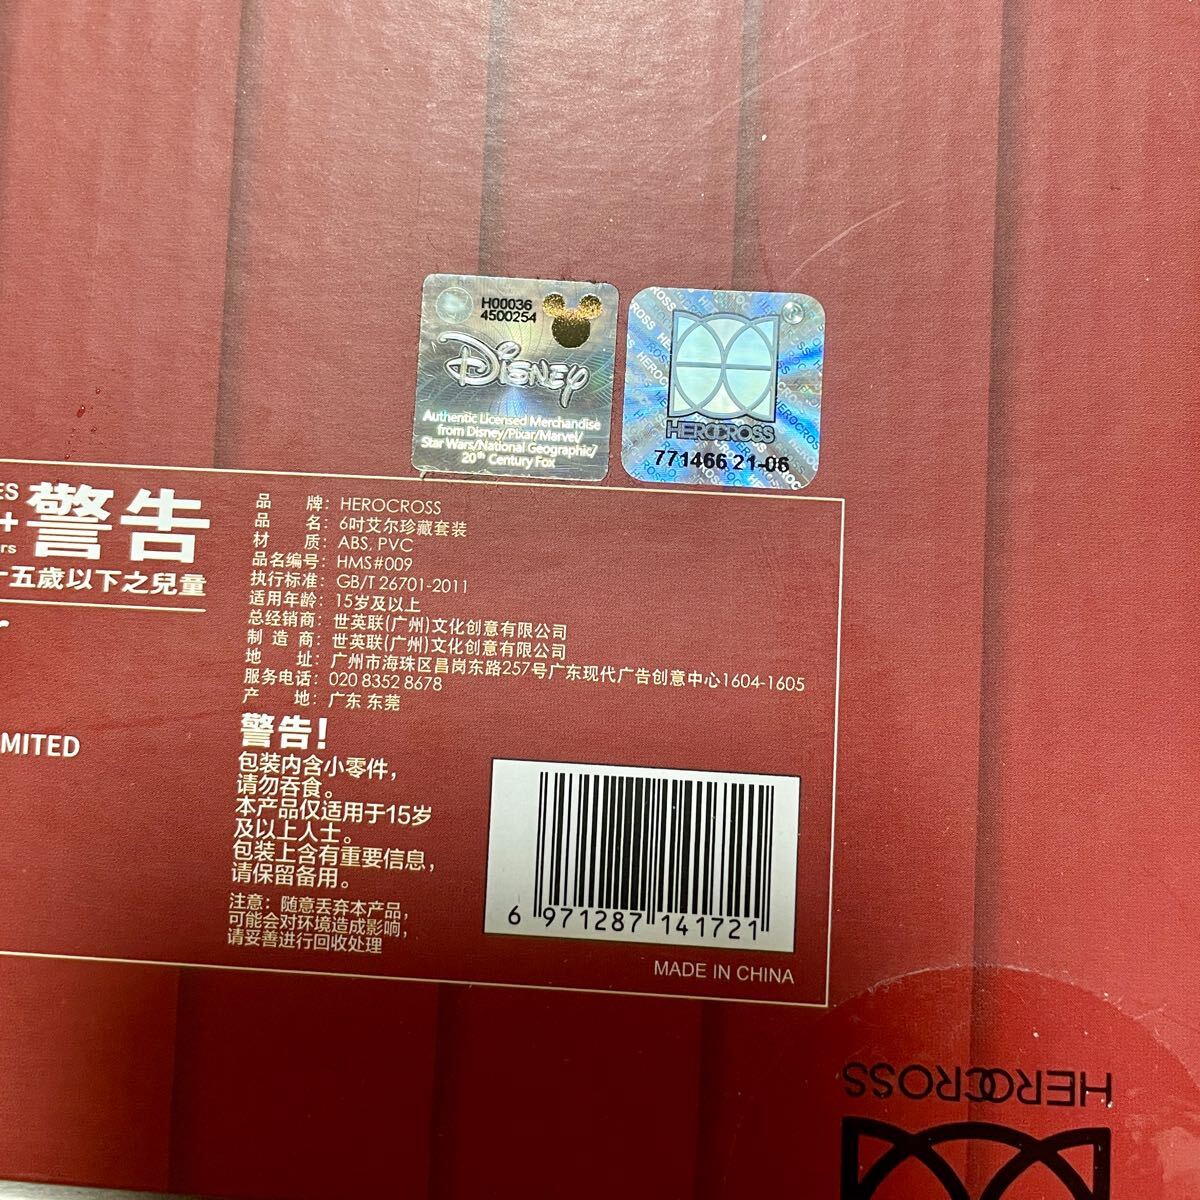 H00036
4500254
Disney
Authentic Licensed Merchandise
from Disney/Pixar/Marvel/
Star Wars/National Geographic/
20th Century Fox
HEROCROSS
771466 21-06
ES
+
rs
警告
十五歲以下之兒童
r
MITED
品牌：HEROCROSS
品名：6吋艾尔珍藏套装
材质：ABS, PVC
品名编号：HMS#009
执行标准：GB/T 26701-2011
适用年龄：15岁及以上
总经销商：世英联(广州)文化创意有限公司
制造商：世英联(广州)文化创意有限公司
地址：广州市海珠区昌岗东路257号广东现代广告创意中心1604-1605
服务电话：020 8352 8678
产地：广东 东莞
警告！
包装内含小零件，
请勿吞食。
本产品仅适用于15岁
及以上人士。
包装上含有重要信息，
请保留备用。
注意：随意丢弃本产品，
可能会对环境造成影响，
请妥善进行回收处理
6 971287 141721
MADE IN CHINA
HEROCROSS